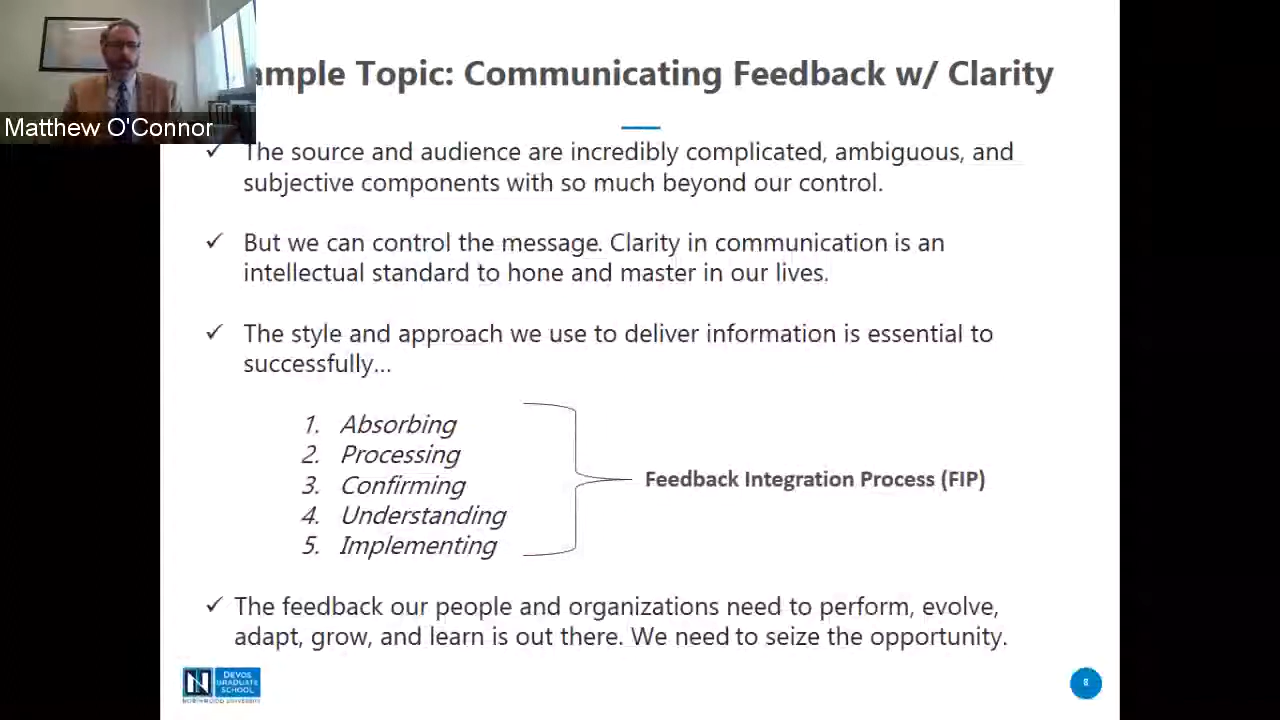 ample Topic: Communicating Feedback w/ Clarity
Matthew O'Connor
✓ The source and audience are incredibly complicated, ambiguous, and
subjective components with so much beyond our control.
✓ But we can control the message. Clarity in communication is an
intellectual standard to hone and master in our lives.
✓ The style and approach we use to deliver information is essential to
successfully...
1. Absorbing
2. Processing
3. Confirming
4. Understanding
5. Implementing
Feedback Integration Process (FIP)
✓ The feedback our people and organizations need to perform, evolve,
adapt, grow, and learn is out there. We need to seize the opportunity.
N
DEVOS
GRADUATE
SCHOOL
NORTHWOOD UNIVERSITY
8